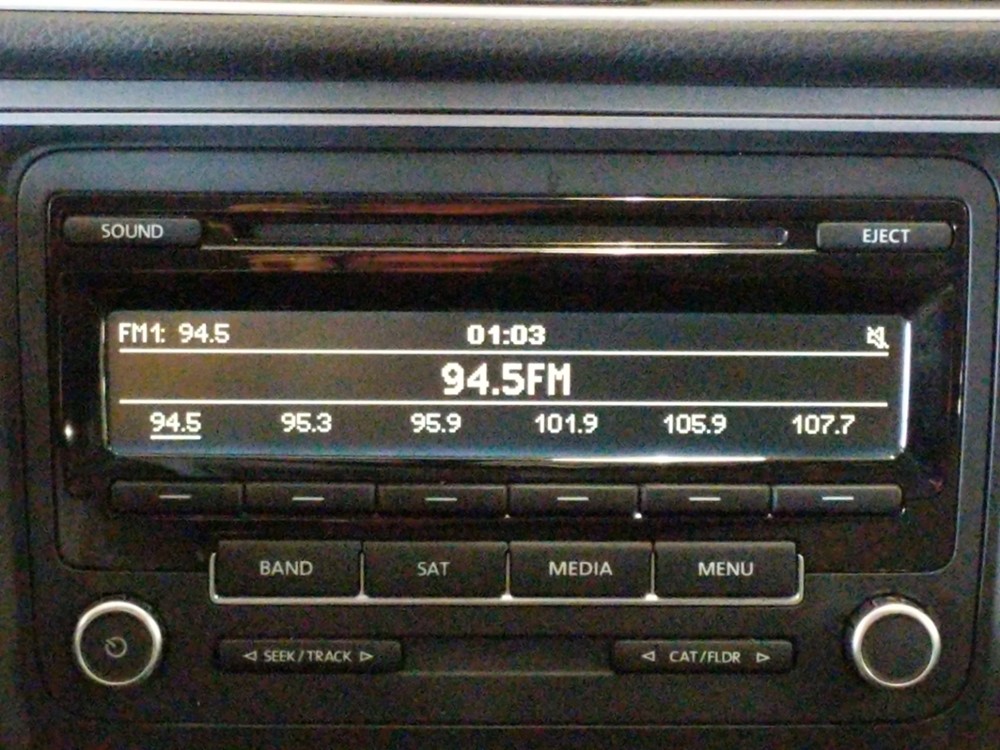 SOUND EJECT
FM1: 94.5 01:03
94.5FM
94.5 95.3 95.9 101.9 105.9 107.7
BAND SAT MEDIA MENU
SEEK/TRACK CAT/FLDR